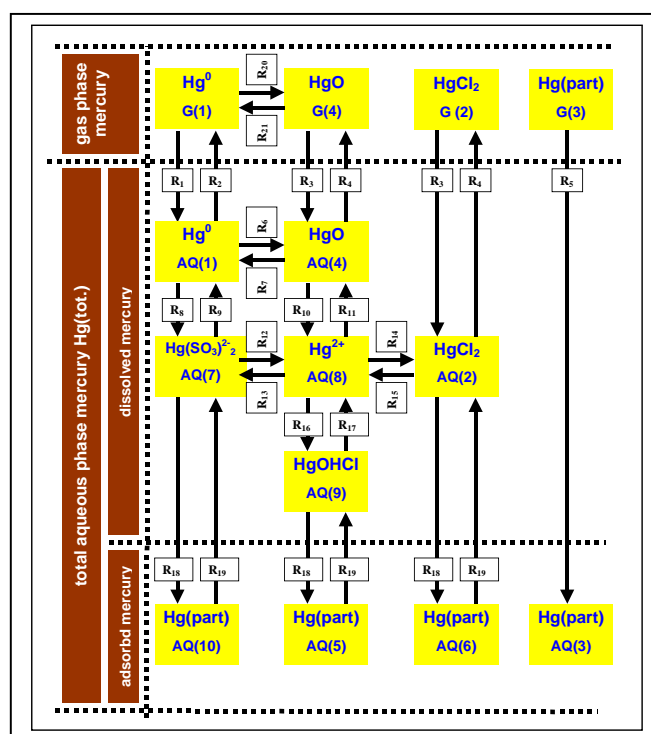 gas phase
mercury
Hg⁰
G(1)
R₂₀
R₂₁
HgO
G(4)
HgCl₂
G (2)
Hg(part)
G(3)
R₁
R₂
R₃
R₄
R₃
R₄
R₅
total aqueous phase mercury Hg(tot.)
dissolved mercury
Hg⁰
AQ(1)
R₆
R₇
HgO
AQ(4)
R₈
R₉
R₁₀
R₁₁
Hg(SO₃)²⁻₂
AQ(7)
R₁₂
R₁₃
Hg²⁺
AQ(8)
R₁₄
R₁₅
HgCl₂
AQ(2)
R₁₆
R₁₇
HgOHCl
AQ(9)
adsorbd mercury
R₁₈
R₁₉
R₁₈
R₁₉
R₁₈
R₁₉
Hg(part)
AQ(10)
Hg(part)
AQ(5)
Hg(part)
AQ(6)
Hg(part)
AQ(3)